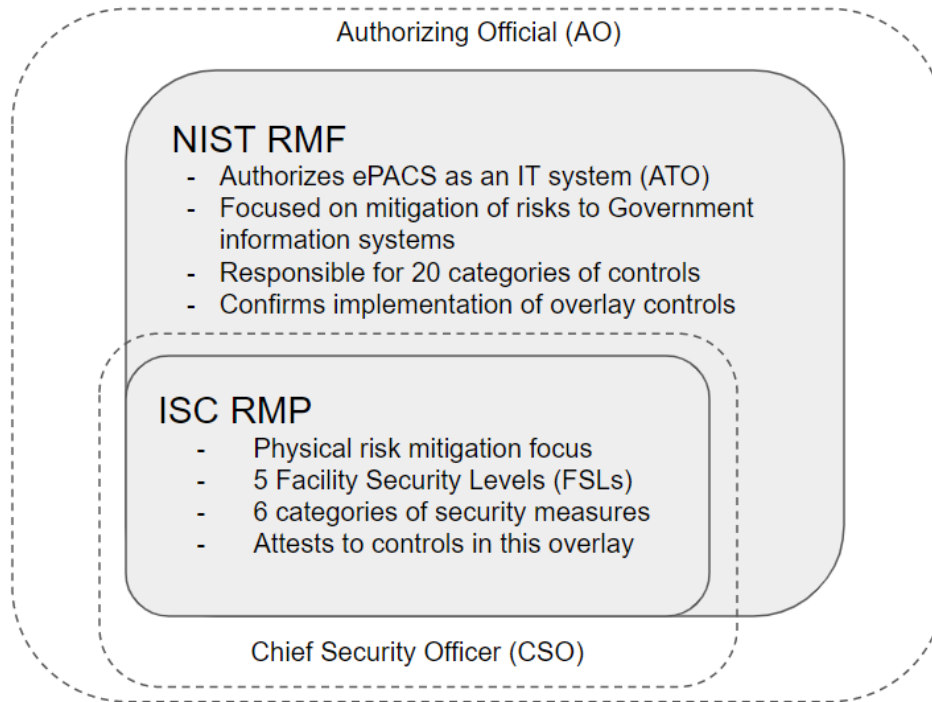 Authorizing Official (AO)
NIST RMF
- Authorizes ePACS as an IT system (ATO)
- Focused on mitigation of risks to Government
information systems
- Responsible for 20 categories of controls
- Confirms implementation of overlay controls
ISC RMP
- Physical risk mitigation focus
- 5 Facility Security Levels (FSLs)
- 6 categories of security measures
- Attests to controls in this overlay
Chief Security Officer (CSO)